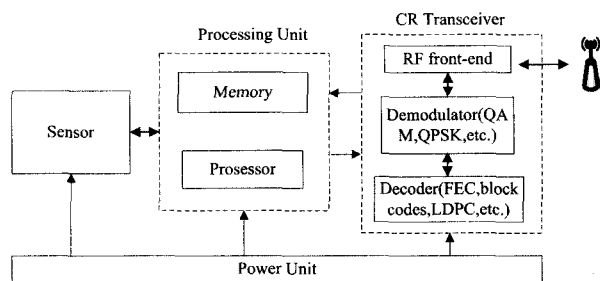 CR Transceiver
Processing Unit
RF front-end
Memory
Sensor
Demodulator(QA
M,QPSK,etc.)
Prosessor
Decoder(FEC,block
codes,LDPC,etc.)
Power Unit